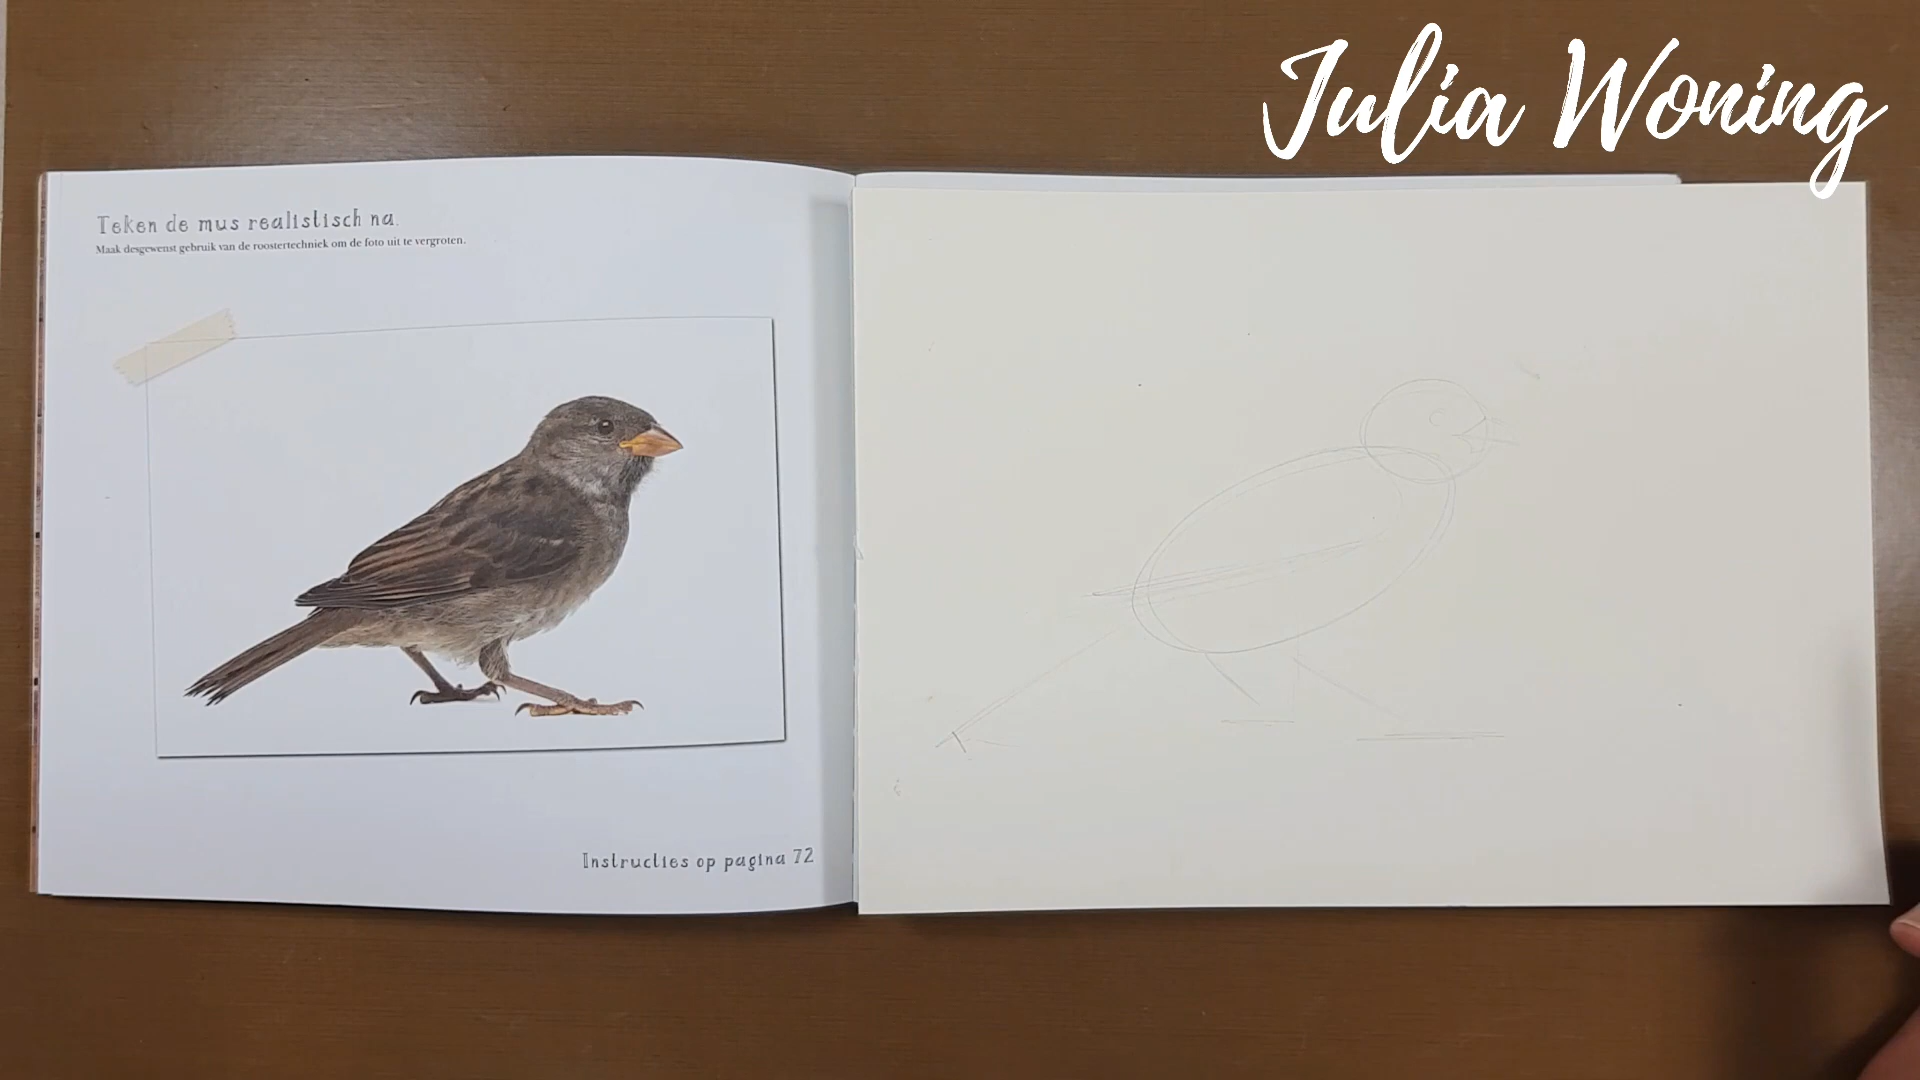 Julia Woning
Teken de mus realistisch na.
Maak desgewenst gebruik van de roostertechniek om de foto uit te vergroten.
Instructies op pagina 72